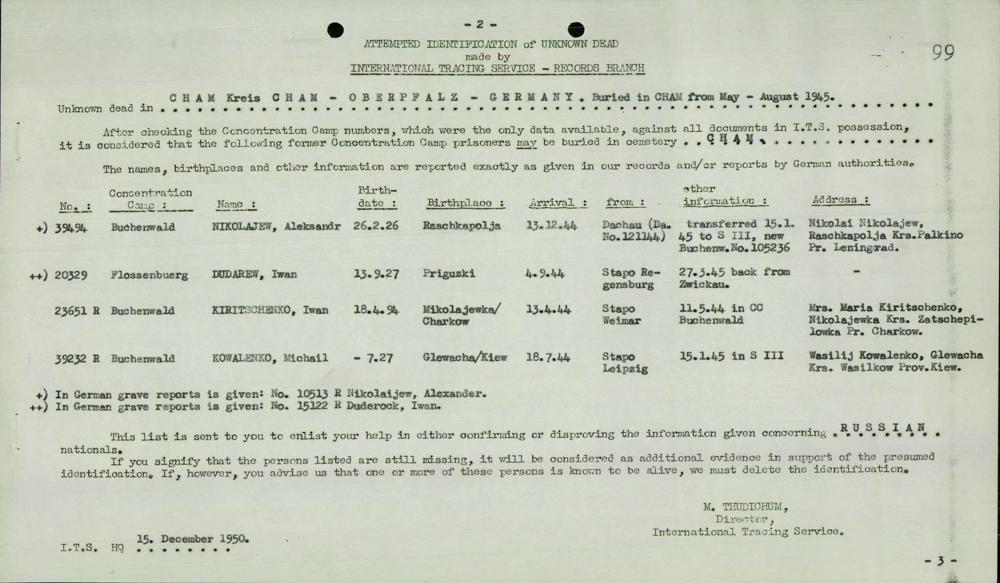 - 2 -
ATTEMPTED IDENTIFICATION of UNKNOWN DEAD
made by
INTERNATIONAL TRACING SERVICE - RECORDS BRANCH
99
Unknown dead in . C H A M Kreis C H A M - O B E R P F A L Z - G E R M A N Y . Buried in CHAM from May - August 1945.
After checking the Concentration Camp numbers, which were the only data available, against all documents in I.T.S. possession,
it is considered that the following former Concentration Camp prisoners may be buried in cemetery . . C H A M . . . . . . . . . . . . . .
The names, birthplaces and other information are reported exactly as given in our records and/or reports by German authorities.
No. : Concentration Camp : Name : Birth-date : Birthplace : Arrival : from : other information : Address :
+) 39494 Buchenwald NIKOLAJEW, Aleksandr 26.2.26 Raschkapolja 13.12.44 Dachau (Da. transferred 15.1. Nikolai Nikolajew,
No.121144) 45 to S III, new Raschkapolja Krs.Palkino
Buchenw.No.105236 Pr. Leningrad.
++) 20329 Flossenbuerg DUDAREW, Iwan 13.9.27 Priguzki 4.9.44 Stapo Re- 27.3.45 back from -
gensburg Zwickau.
23651 R Buchenwald KIRITSCHENKO, Iwan 18.4.94 Mikolajewka/ 13.4.44 Stapo 11.5.44 in CC Mrs. Maria Kiritschenko,
Charkow Weimar Buchenwald Nikolajewka Krs. Zatschepi-
lowka Pr. Charkow.
39232 R Buchenwald KOWALENKO, Michail - 7.27 Glewacha/Kiew 18.7.44 Stapo 15.1.45 in S III Wasilij Kowalenko, Glewacha
Leipzig Krs. Wasilkow Prov.Kiew.
+) In German grave reports is given: No. 10513 R Nikolaijew, Alexander.
++) In German grave reports is given: No. 15122 R Duderock, Iwan.
This list is sent to you to enlist your help in either confirming or disproving the information given concerning . R U S S I A N .
nationals.
If you signify that the persons listed are still missing, it will be considered as additional evidence in support of the presumed
identification. If, however, you advise us that one or more of these persons is known to be alive, we must delete the identification.
M. THUDICHUM,
Director,
International Tracing Service.
I.T.S. HQ 15. December 1950.
- 3 -